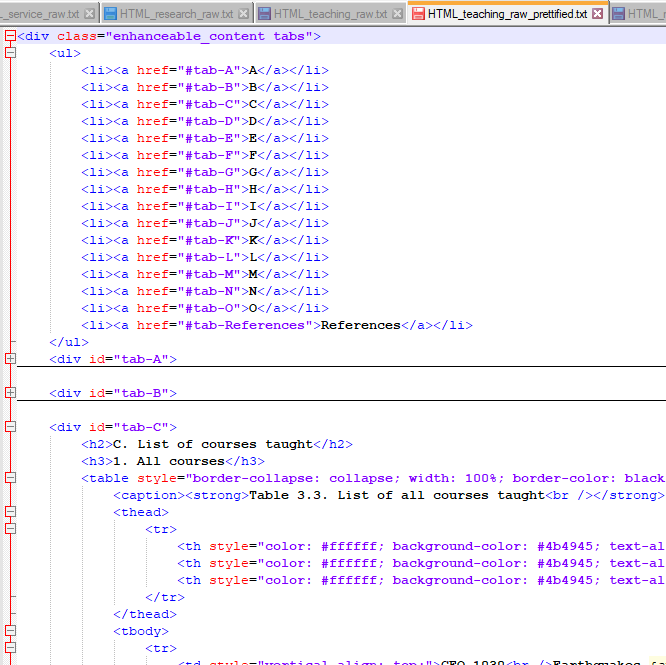 _service_raw.txt HTML_research_raw.txt HTML_teaching_raw.txt HTML_teaching_raw_prettified.txt HTML_
<div class="enhanceable_content tabs">
<ul>
<li><a href="#tab-A">A</a></li>
<li><a href="#tab-B">B</a></li>
<li><a href="#tab-C">C</a></li>
<li><a href="#tab-D">D</a></li>
<li><a href="#tab-E">E</a></li>
<li><a href="#tab-F">F</a></li>
<li><a href="#tab-G">G</a></li>
<li><a href="#tab-H">H</a></li>
<li><a href="#tab-I">I</a></li>
<li><a href="#tab-J">J</a></li>
<li><a href="#tab-K">K</a></li>
<li><a href="#tab-L">L</a></li>
<li><a href="#tab-M">M</a></li>
<li><a href="#tab-N">N</a></li>
<li><a href="#tab-O">O</a></li>
<li><a href="#tab-References">References</a></li>
</ul>
<div id="tab-A">
<div id="tab-B">
<div id="tab-C">
<h2>C. List of courses taught</h2>
<h3>1. All courses</h3>
<table style="border-collapse: collapse; width: 100%; border-color: black
<caption><strong>Table 3.3. List of all courses taught<br /></strong>
<thead>
<tr>
<th style="color: #ffffff; background-color: #4b4945; text-al
<th style="color: #ffffff; background-color: #4b4945; text-al
<th style="color: #ffffff; background-color: #4b4945; text-al
</tr>
</thead>
<tbody>
<tr>
<td style="vertical-align: top;">